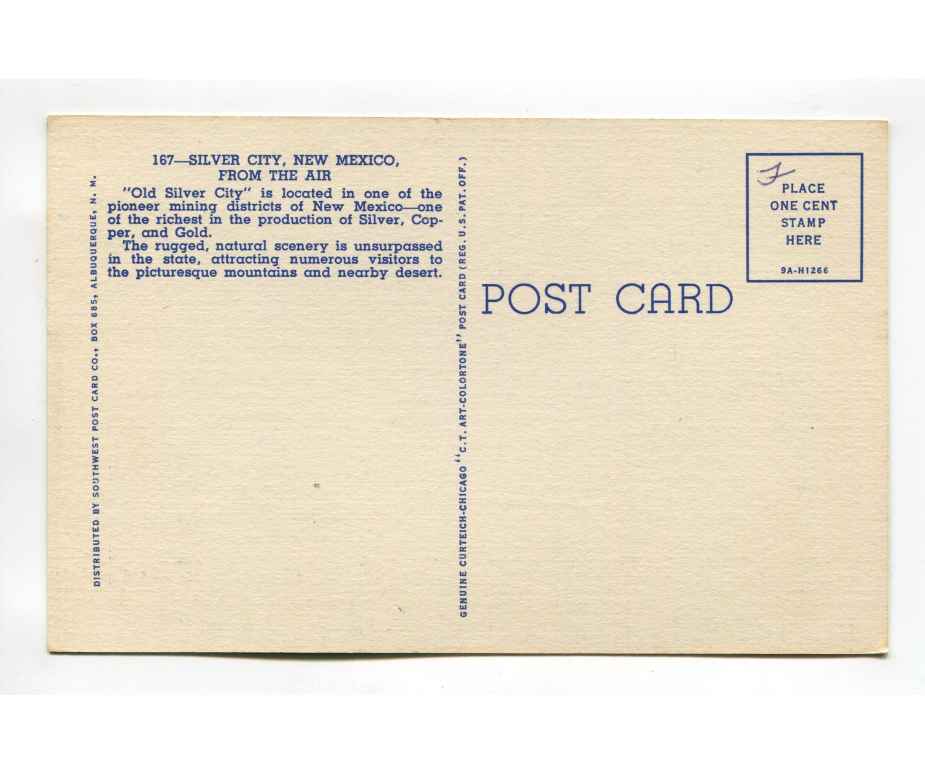 167—SILVER CITY, NEW MEXICO,
FROM THE AIR
"Old Silver City" is located in one of the
pioneer mining districts of New Mexico—one
of the richest in the production of Silver, Cop-
per, and Gold.
The rugged, natural scenery is unsurpassed
in the state, attracting numerous visitors to
the picturesque mountains and nearby desert.
DISTRIBUTED BY SOUTHWEST POST CARD CO., BOX 685, ALBUQUERQUE, N. M.
GENUINE CURTEICH-CHICAGO "C.T. ART-COLORTONE" POST CARD (REG. U.S. PAT. OFF.)
POST CARD
PLACE
ONE CENT
STAMP
HERE
9A-H1266